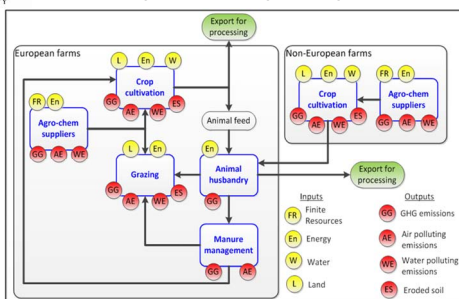 Export for
processing
European farms
Non-European farms
L
En
W
Crop
cultivation
GG
AE
WE
ES
L
En
W
Crop
cultivation
GG
AE
WE
ES
FR
En
Agro-chem
suppliers
GG
AE
WE
FR
En
Agro-chem
suppliers
GG
AE
WE
Animal feed
L
En
Grazing
GG
AE
WE
ES
En
Animal
husbandry
GG
Export for
processing
Manure
management
GG
AE
Inputs
FR
Finite
Resources
En
Energy
W
Water
L
Land
Outputs
GG
GHG emissions
AE
Air polluting
emissions
WE
Water polluting
emissions
ES
Eroded soil